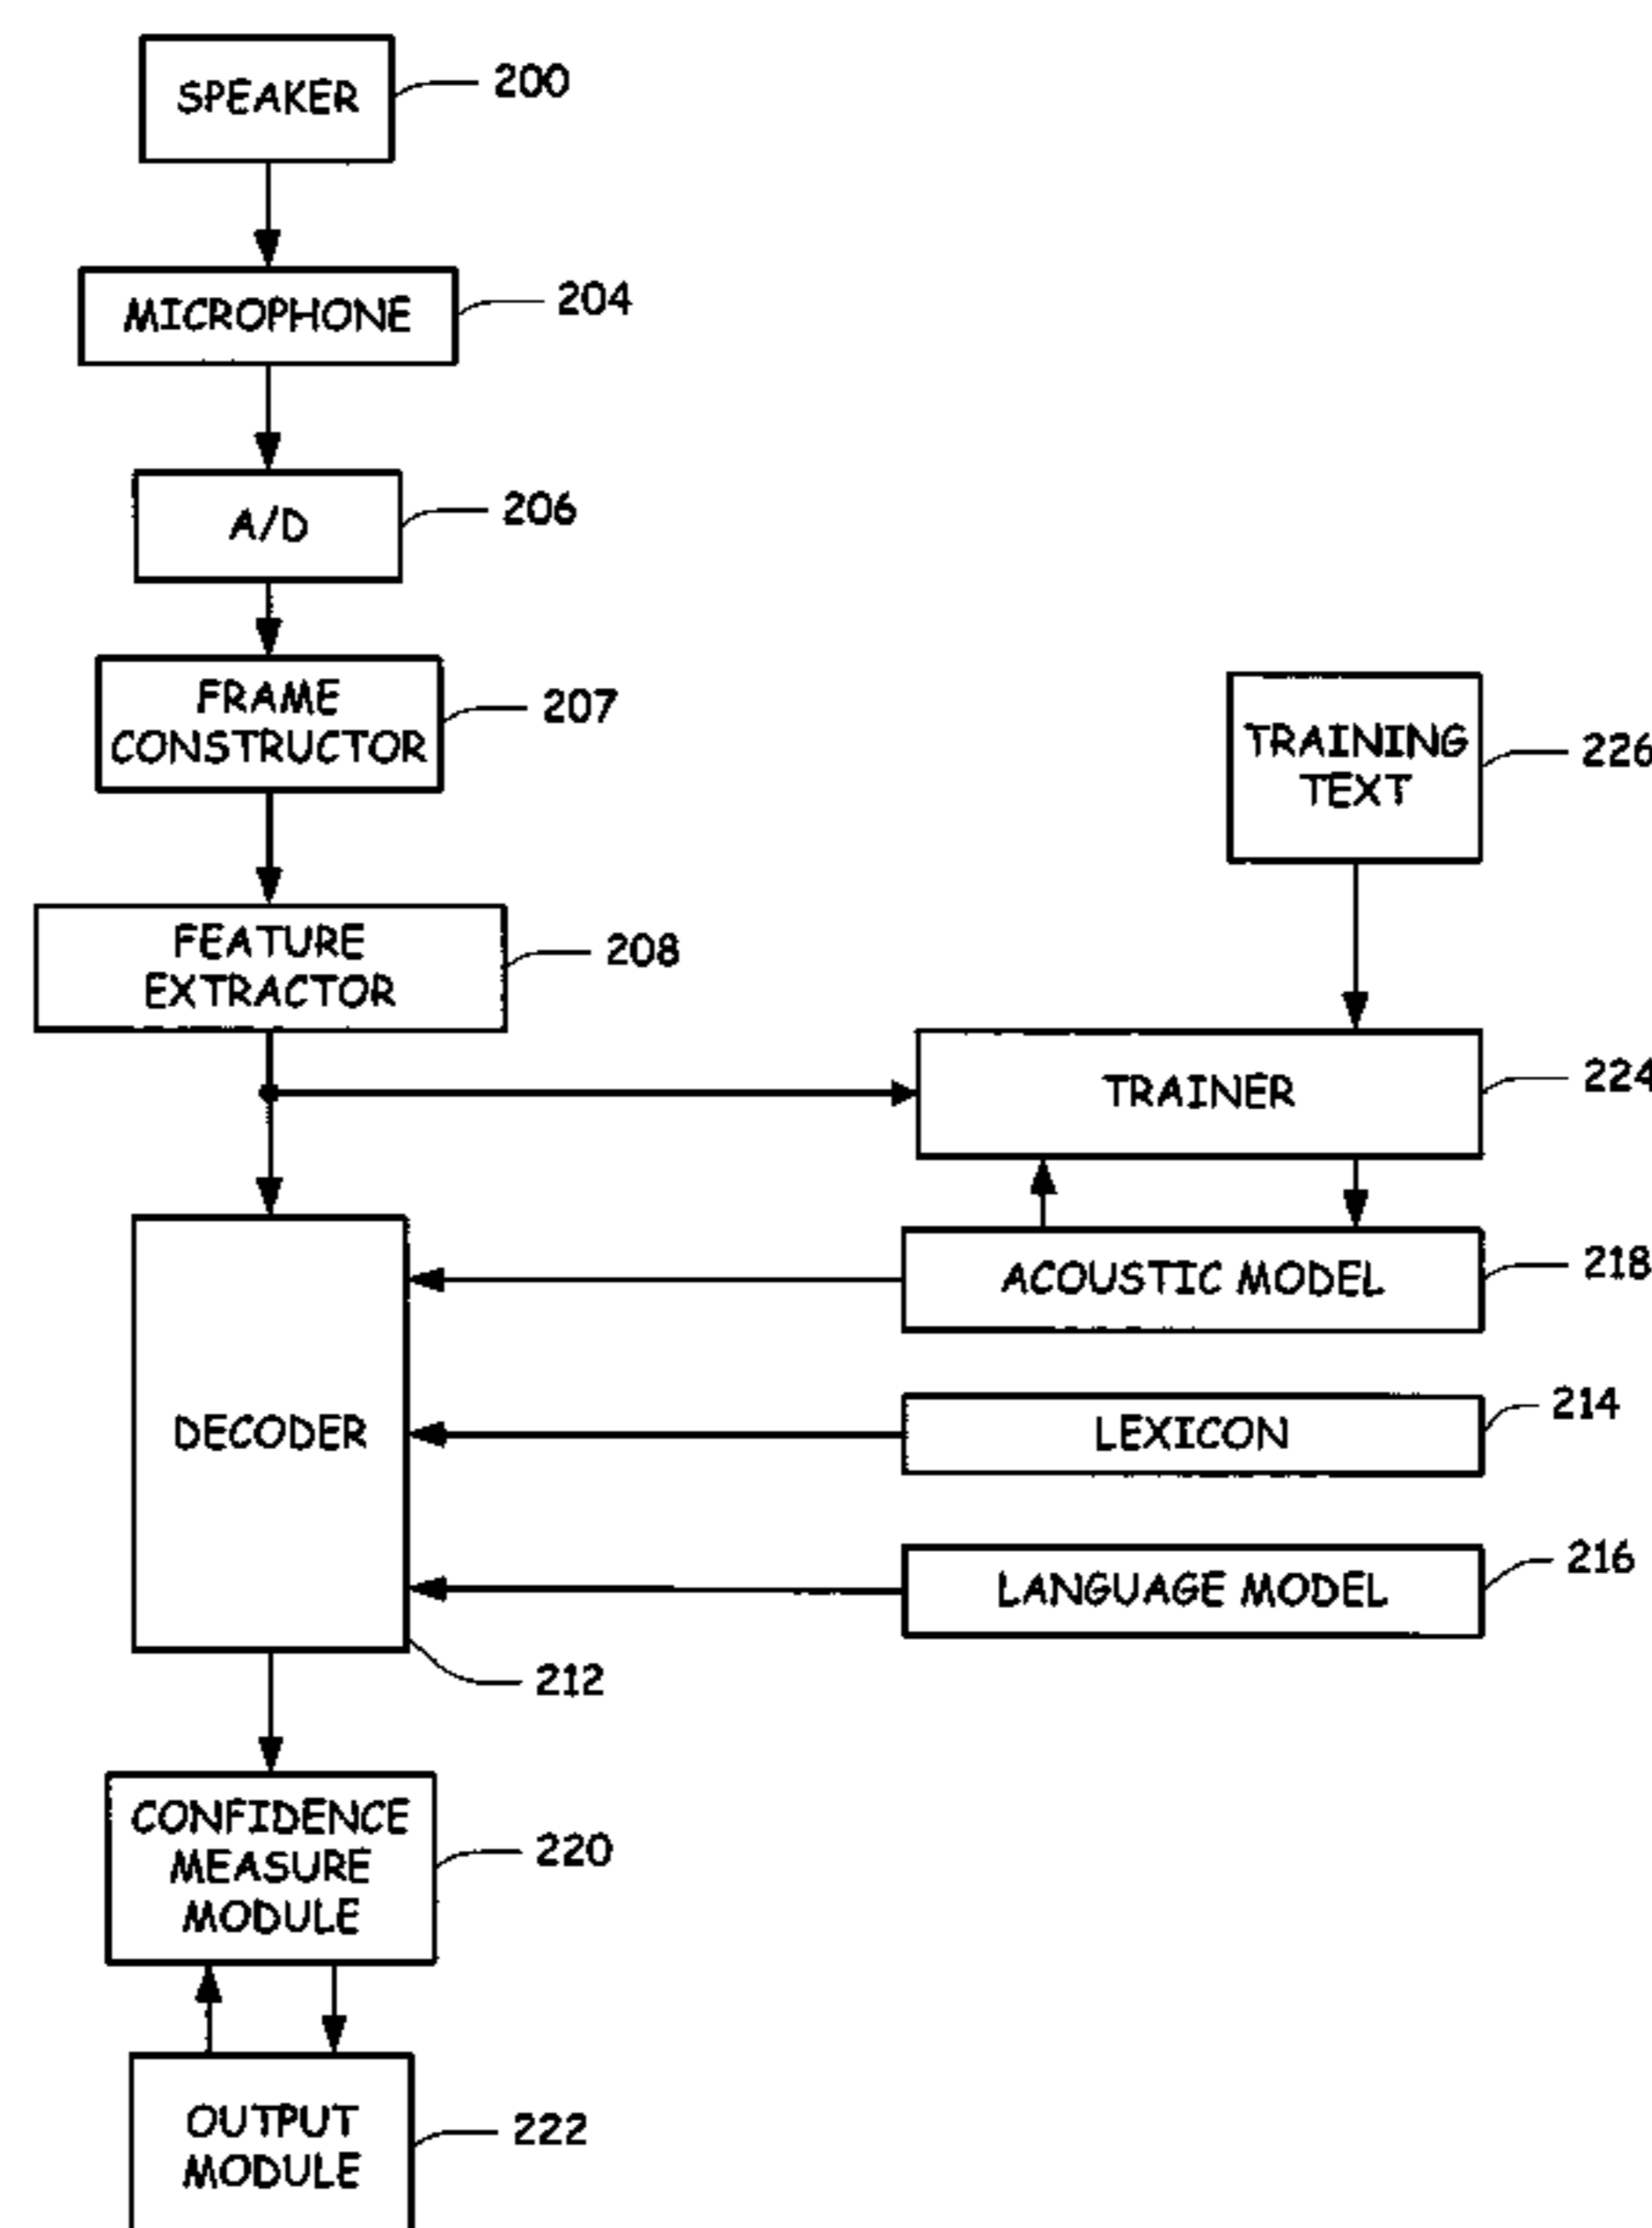 SPEAKER
200
MICROPHONE
204
A/D
206
FRAME
CONSTRUCTOR
207
TRAINING
TEXT
226
FEATURE
EXTRACTOR
208
TRAINER
224
ACOUSTIC MODEL
218
DECODER
LEXICON
214
LANGUAGE MODEL
216
212
CONFIDENCE
MEASURE
MODULE
220
OUTPUT
MODULE
222